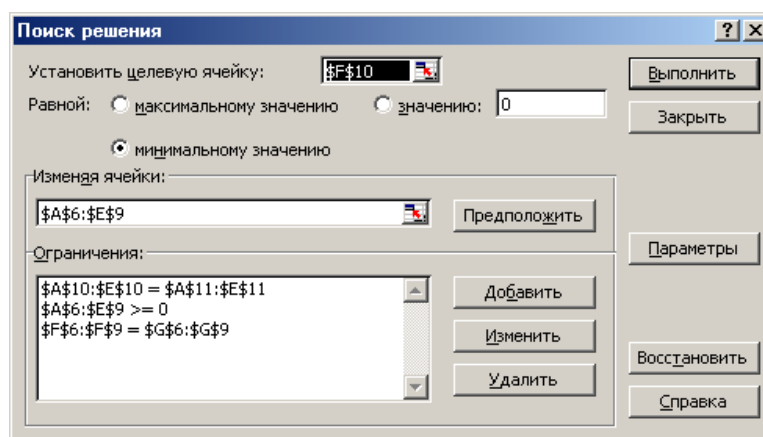 Поиск решения
Установить целевую ячейку: $F$10 Выполнить
Равной: максимальному значению значению: 0 Закрыть
минимальному значению
Изменяя ячейки:
$A$6:$E$9 Предположить
Ограничения: Параметры
$A$10:$E$10 = $A$11:$E$11 Добавить
$A$6:$E$9 >= 0
$F$6:$F$9 = $G$6:$G$9 Изменить
Восстановить
Удалить
Справка